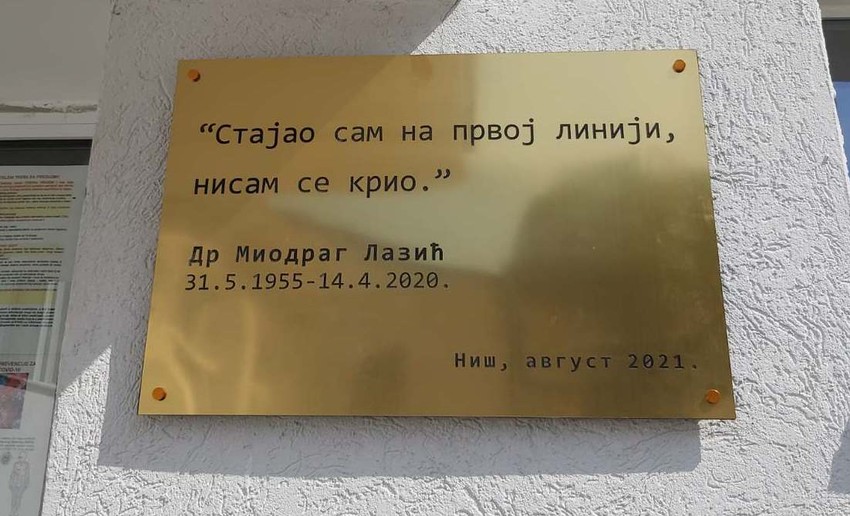 “Стајао сам на првој линији,
нисам се крио.”
Др Миодраг Лазић
31.5.1955-14.4.2020.
Ниш, август 2021.